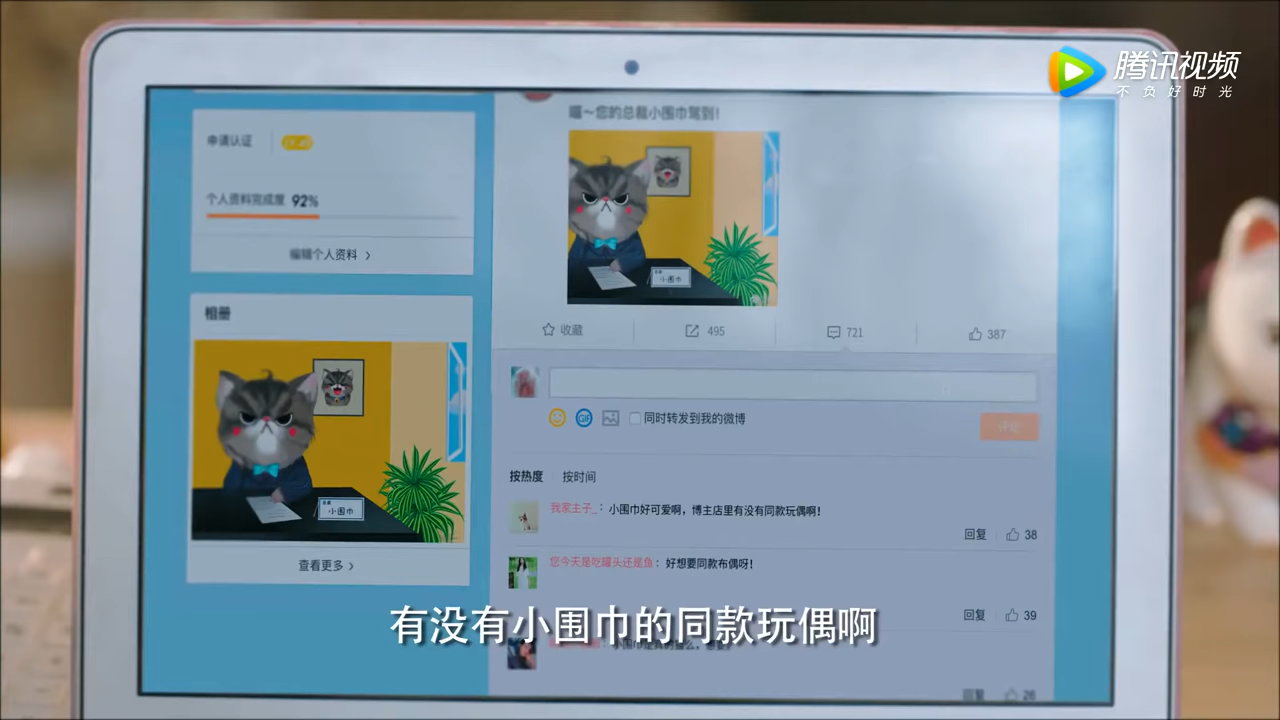 腾讯视频
不负好时光
申请认证
个人资料完成度 92%
编辑个人资料 >
相册
小围巾
查看更多 >
喵～您的总裁小围巾驾到！
小围巾
收藏
495
721
387
GIF
同时转发到我的微博
评论
按热度 按时间
我家主子_：小围巾好可爱啊，博主店里有没有同款玩偶啊！
回复 38
您今天是吃罐头还是鱼：好想要同款布偶呀！
回复 39
有没有小围巾的同款玩偶啊
回复 26